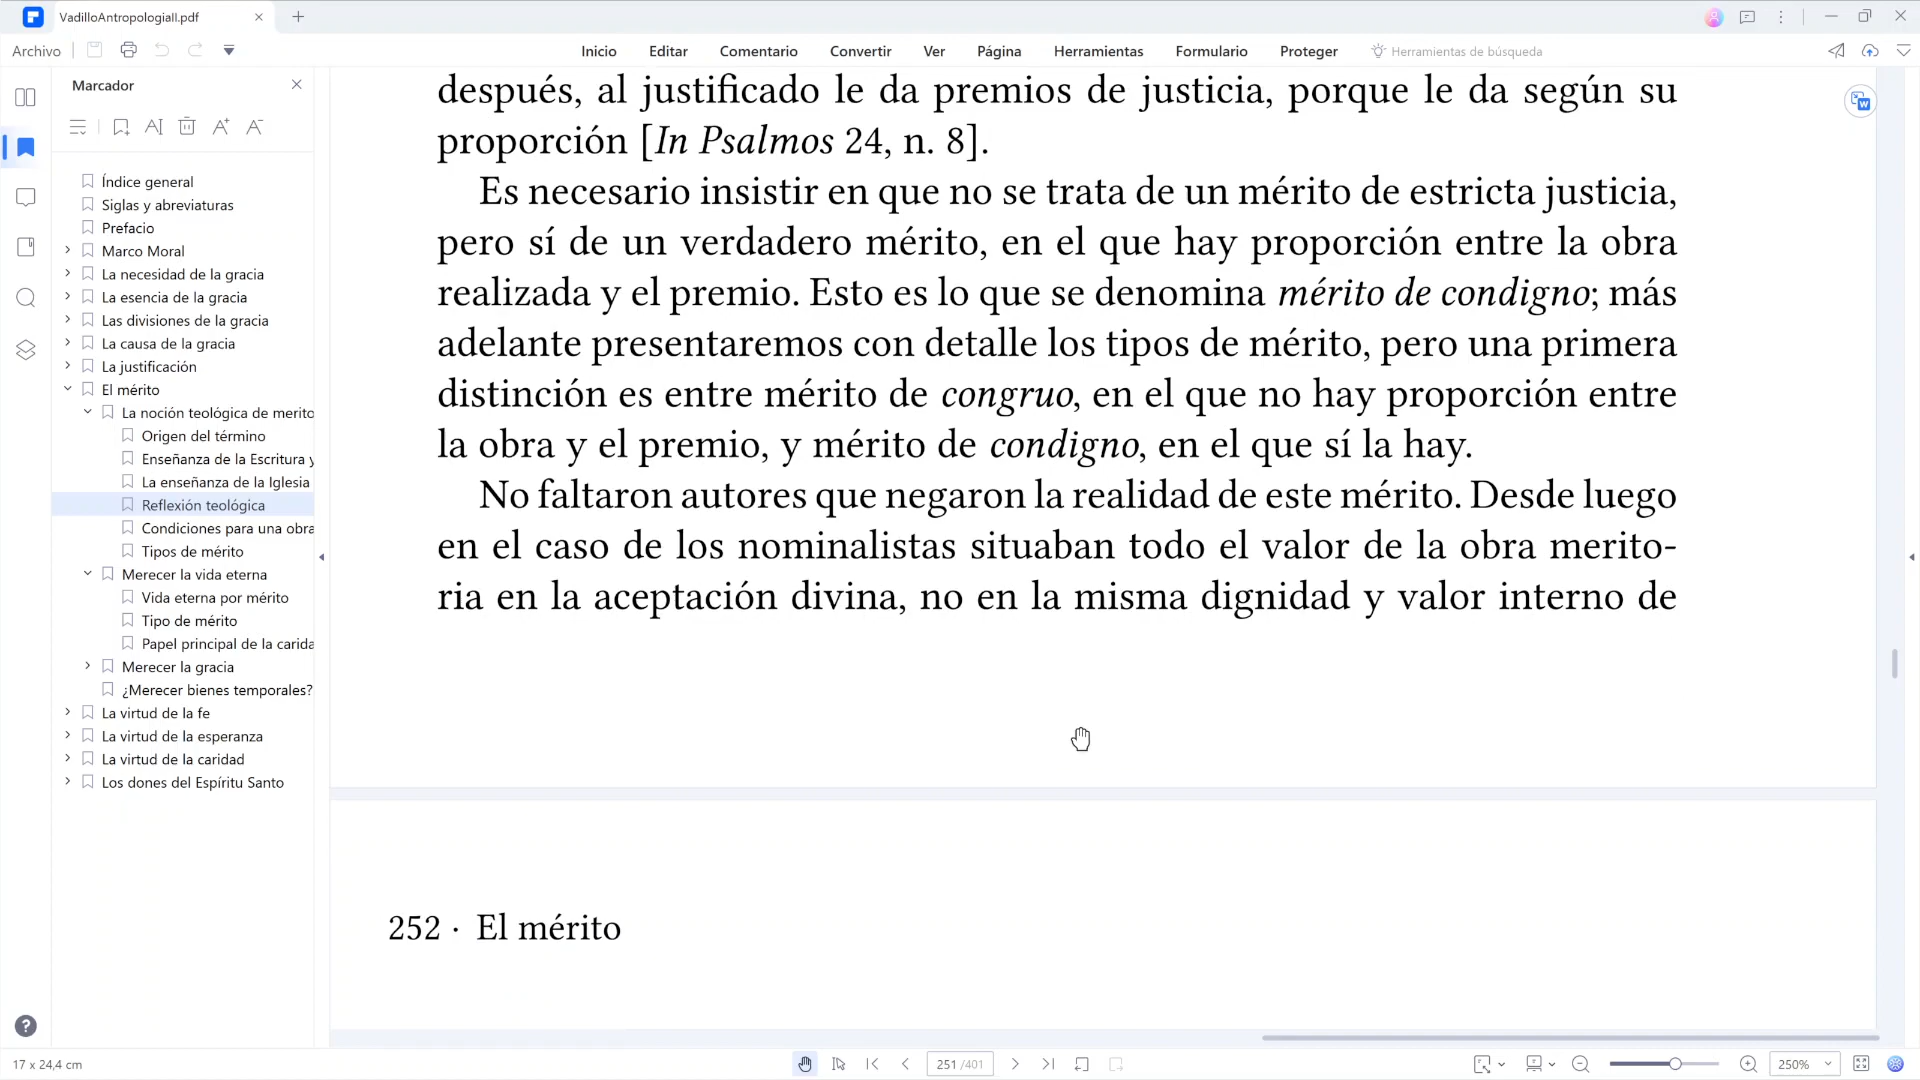 VadilloAntropologiaII.pdf
Archivo
Inicio
Editar
Comentario
Convertir
Ver
Página
Herramientas
Formulario
Proteger
Herramientas de búsqueda
Marcador
Índice general
Siglas y abreviaturas
Prefacio
Marco Moral
La necesidad de la gracia
La esencia de la gracia
Las divisiones de la gracia
La causa de la gracia
La justificación
El mérito
La noción teológica de merito
Origen del término
Enseñanza de la Escritura y
La enseñanza de la Iglesia
Reflexión teológica
Condiciones para una obra
Tipos de mérito
Merecer la vida eterna
Vida eterna por mérito
Tipo de mérito
Papel principal de la carida
Merecer la gracia
¿Merecer bienes temporales?
La virtud de la fe
La virtud de la esperanza
La virtud de la caridad
Los dones del Espíritu Santo
después, al justificado le da premios de justicia, porque le da según su
proporción [In Psalmos 24, n. 8].
Es necesario insistir en que no se trata de un mérito de estricta justicia,
pero sí de un verdadero mérito, en el que hay proporción entre la obra
realizada y el premio. Esto es lo que se denomina mérito de condigno; más
adelante presentaremos con detalle los tipos de mérito, pero una primera
distinción es entre mérito de congruo, en el que no hay proporción entre
la obra y el premio, y mérito de condigno, en el que sí la hay.
No faltaron autores que negaron la realidad de este mérito. Desde luego
en el caso de los nominalistas situaban todo el valor de la obra merito-
ria en la aceptación divina, no en la misma dignidad y valor interno de
252 · El mérito
17 x 24,4 cm
251 /401
250%